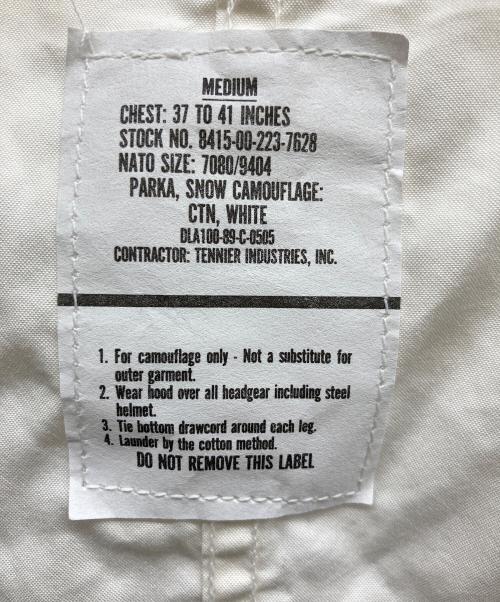 MEDIUM
CHEST: 37 TO 41 INCHES
STOCK NO. 8415-00-223-7628
NATO SIZE: 7080/9404
PARKA, SNOW CAMOUFLAGE:
CTN, WHITE
DLA100-89-C-0505
CONTRACTOR: TENNIER INDUSTRIES, INC.
1. For camouflage only - Not a substitute for
outer garment.
2. Wear hood over all headgear including steel
helmet.
3. Tie bottom drawcord around each leg.
4. Launder by the cotton method.
DO NOT REMOVE THIS LABEL